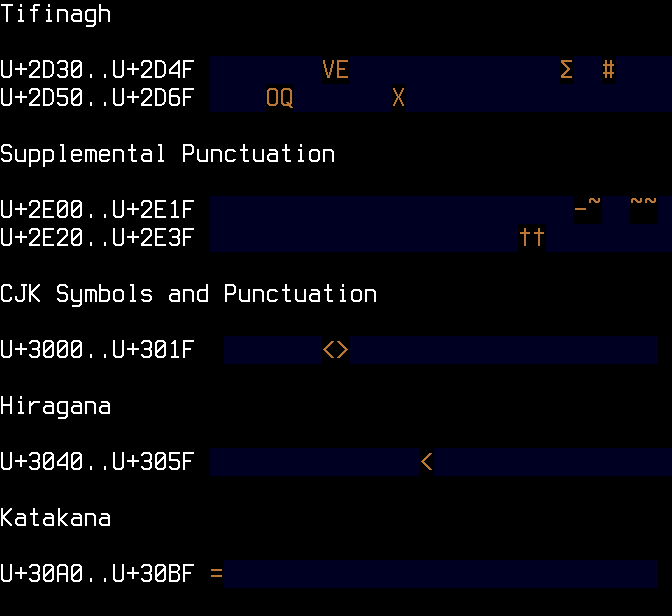 Tifinagh
U+2D30..U+2D4F VE Σ #
U+2D50..U+2D6F OQ X
Supplemental Punctuation
U+2E00..U+2E1F –~ ~~
U+2E20..U+2E3F ††
CJK Symbols and Punctuation
U+3000..U+301F <>
Hiragana
U+3040..U+305F <
Katakana
U+30A0..U+30BF =